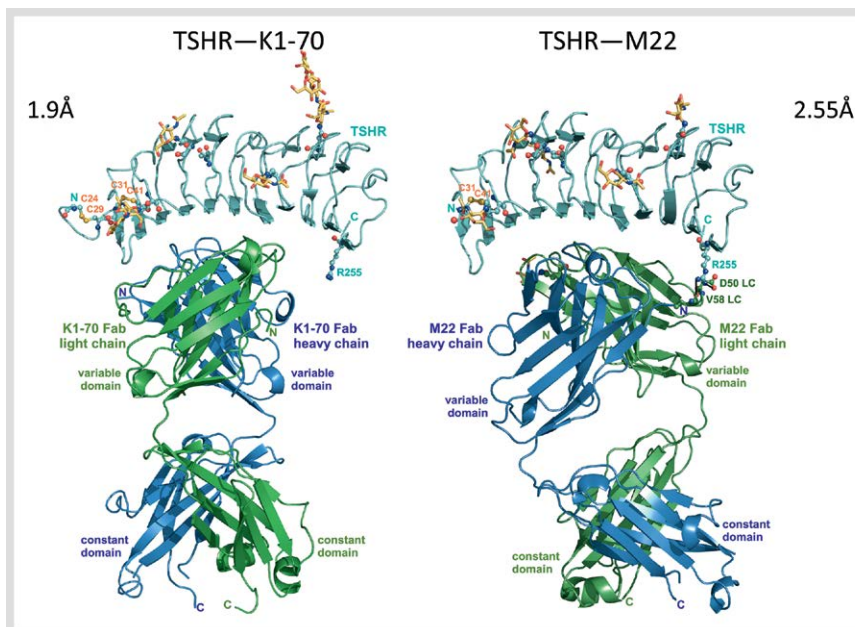 TSHR—K1-70
TSHR—M22
1.9Å
2.55Å
TSHR
TSHR
C31
C41
C24
N
C29
C
R255
C31
C41
N
C
R255
D50 LC
V58 LC
N
N
K1-70 Fab
light chain
K1-70 Fab
heavy chain
variable
domain
variable
domain
N
N
M22 Fab
heavy chain
M22 Fab
light chain
variable
domain
variable
domain
constant
domain
constant
domain
C
C
constant
domain
constant
domain
C
C